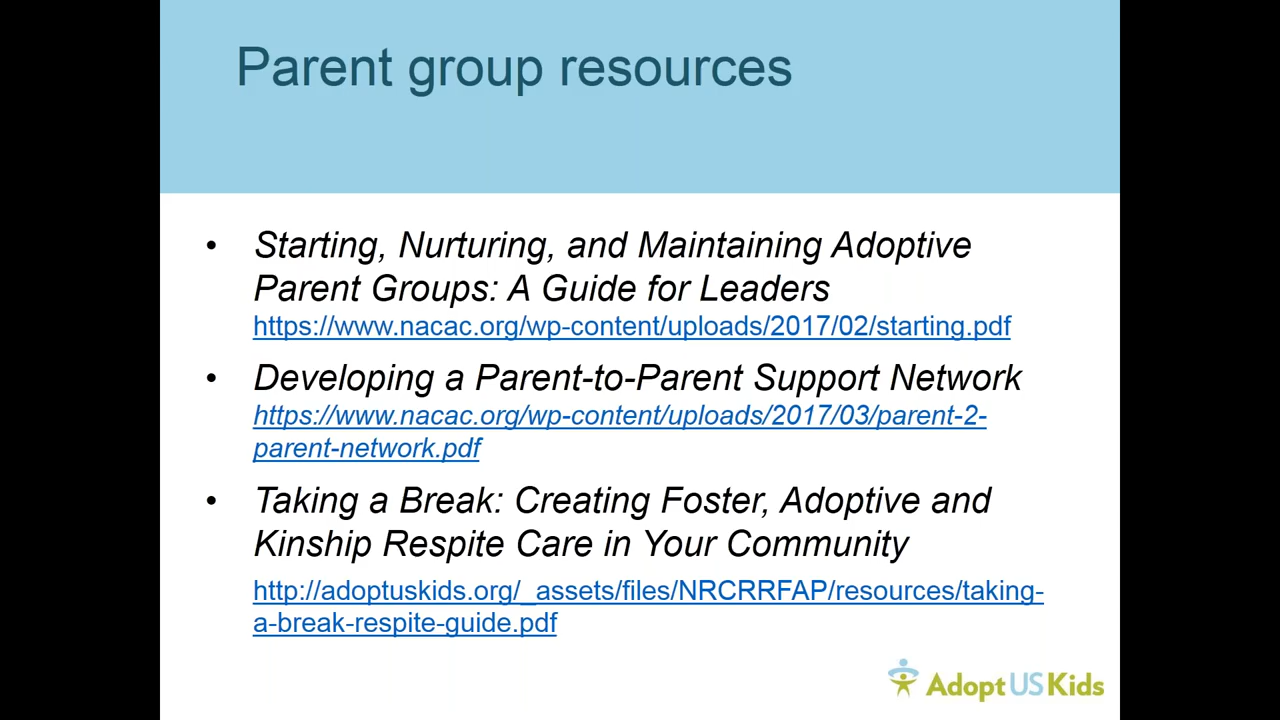 Parent group resources
• Starting, Nurturing, and Maintaining Adoptive
Parent Groups: A Guide for Leaders
https://www.nacac.org/wp-content/uploads/2017/02/starting.pdf
• Developing a Parent-to-Parent Support Network
https://www.nacac.org/wp-content/uploads/2017/03/parent-2-
parent-network.pdf
• Taking a Break: Creating Foster, Adoptive and
Kinship Respite Care in Your Community
http://adoptuskids.org/_assets/files/NRCRRFAP/resources/taking-
a-break-respite-guide.pdf
AdoptUSKids